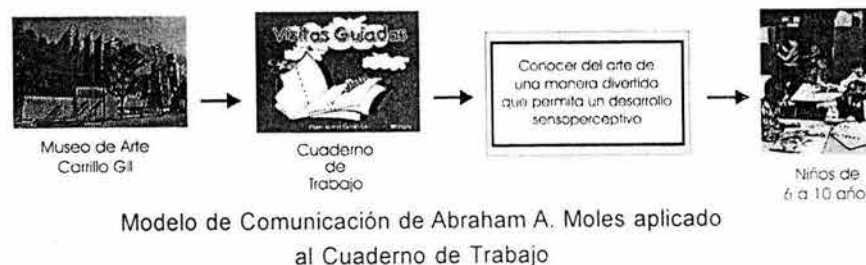 Visitas Guiadas
Conocer del arte de
una manera divertida
que permita un desarrollo
sensoperceptivo
Museo de Arte
Carrillo Gil
Cuaderno
de
Trabajo
Niños de
6 a 10 año
Modelo de Comunicación de Abraham A. Moles aplicado
al Cuaderno de Trabajo